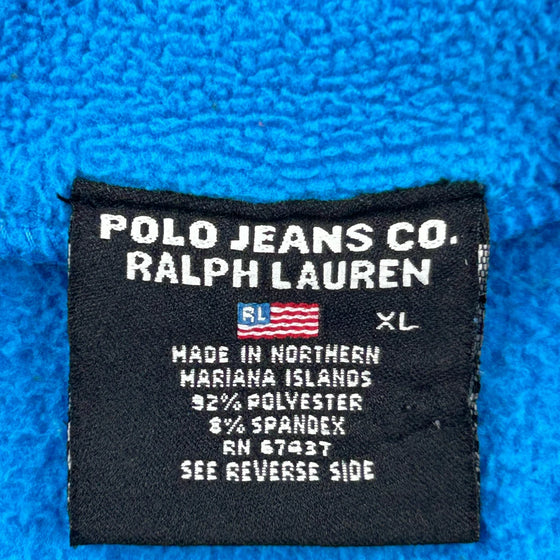 POLO JEANS CO.
RALPH LAUREN
RL XL
MADE IN NORTHERN
MARIANA ISLANDS
92% POLYESTER
8% SPANDEX
RN 67437
SEE REVERSE SIDE